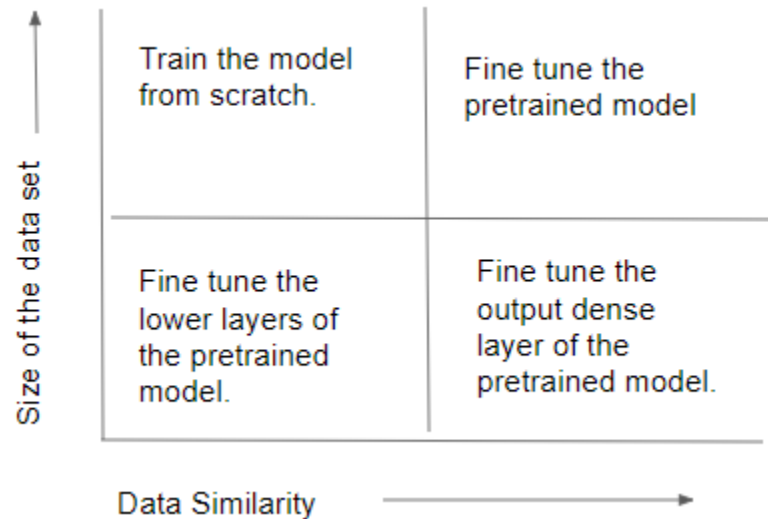 Train the model
from scratch.
Fine tune the
pretrained model
Fine tune the
lower layers of
the pretrained
model.
Fine tune the
output dense
layer of the
pretrained model.
Size of the data set
Data Similarity